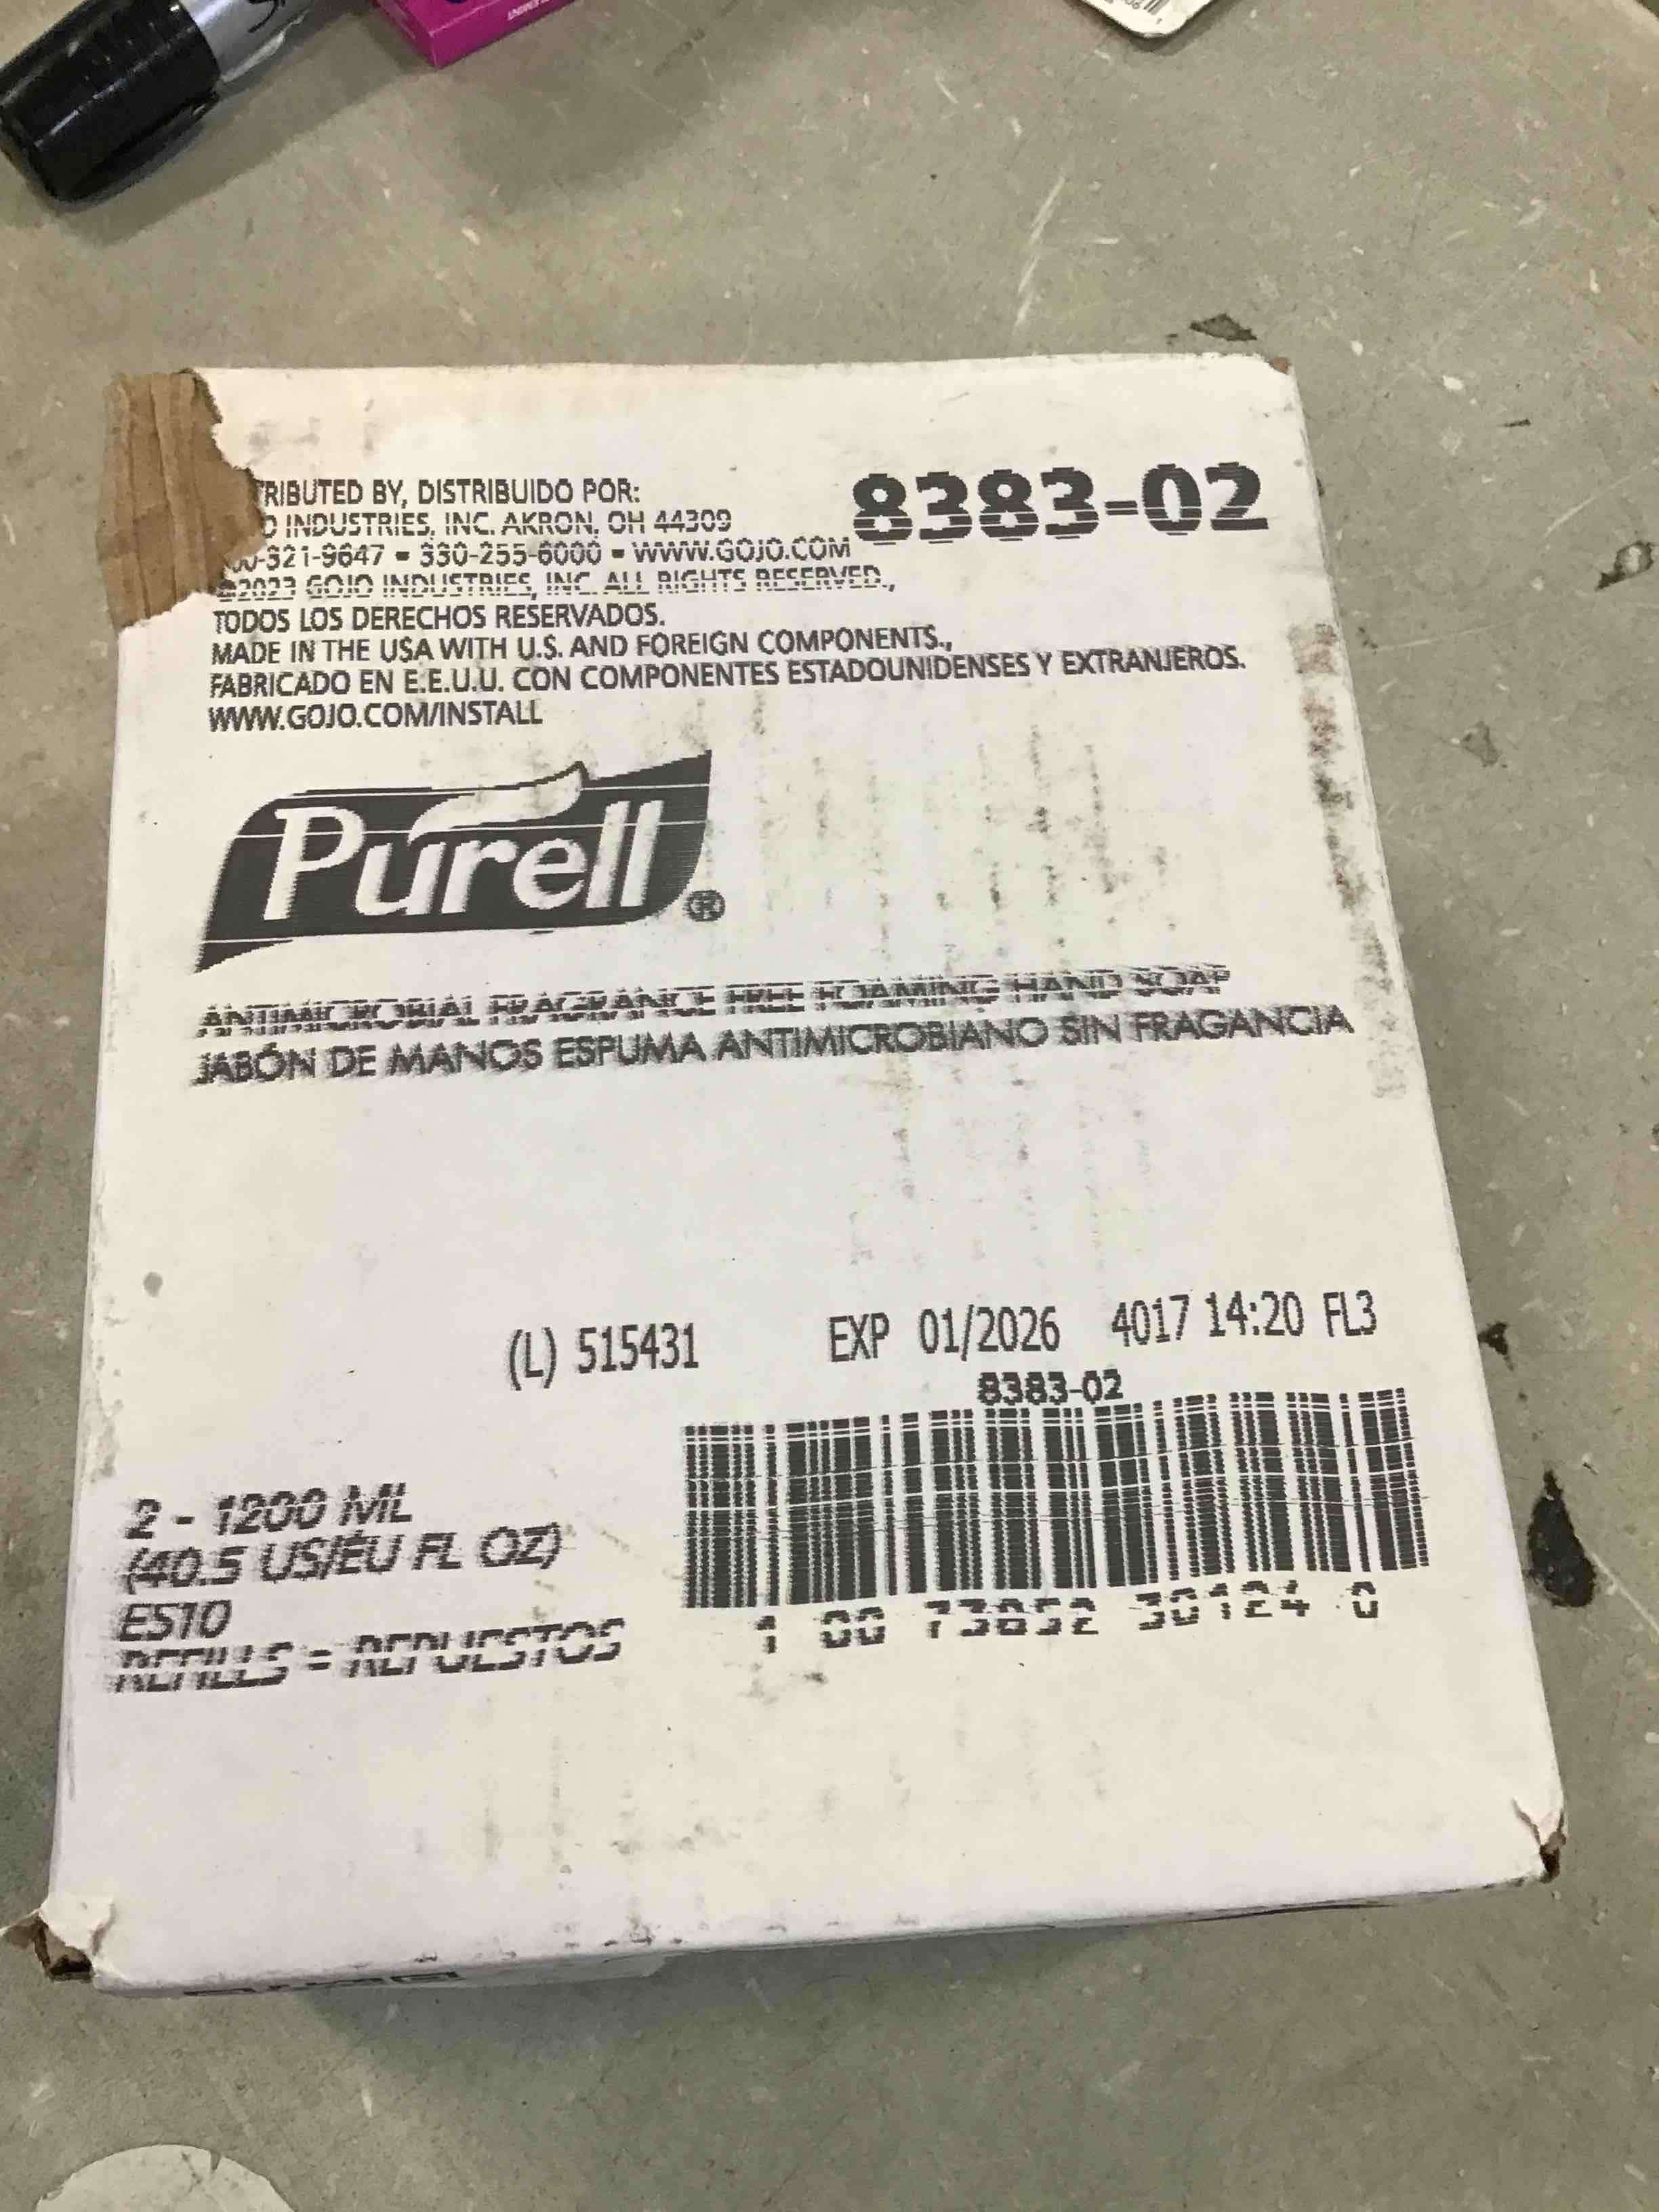 TRIBUTED BY, DISTRIBUIDO POR:
8383-02
O INDUSTRIES, INC. AKRON, OH 44309
00-321-9647 • 330-255-6000 • WWW.GOJO.COM
©2023 GOJO INDUSTRIES, INC. ALL RIGHTS RESERVED.,
TODOS LOS DERECHOS RESERVADOS.
MADE IN THE USA WITH U.S. AND FOREIGN COMPONENTS.,
FABRICADO EN E.E.U.U. CON COMPONENTES ESTADOUNIDENSES Y EXTRANJEROS.
WWW.GOJO.COM/INSTALL
Purell®
ANTIMICROBIAL FRAGRANCE FREE FOAMING HAND SOAP
JABÓN DE MANOS ESPUMA ANTIMICROBIANO SIN FRAGANCIA
(L) 515431 EXP 01/2026 4017 14:20 FL3
8383-02
2 - 1200 ML
(40.5 US/EU FL OZ)
ES10
REFILLS = REPUESTOS
1 00 73852 30124 0